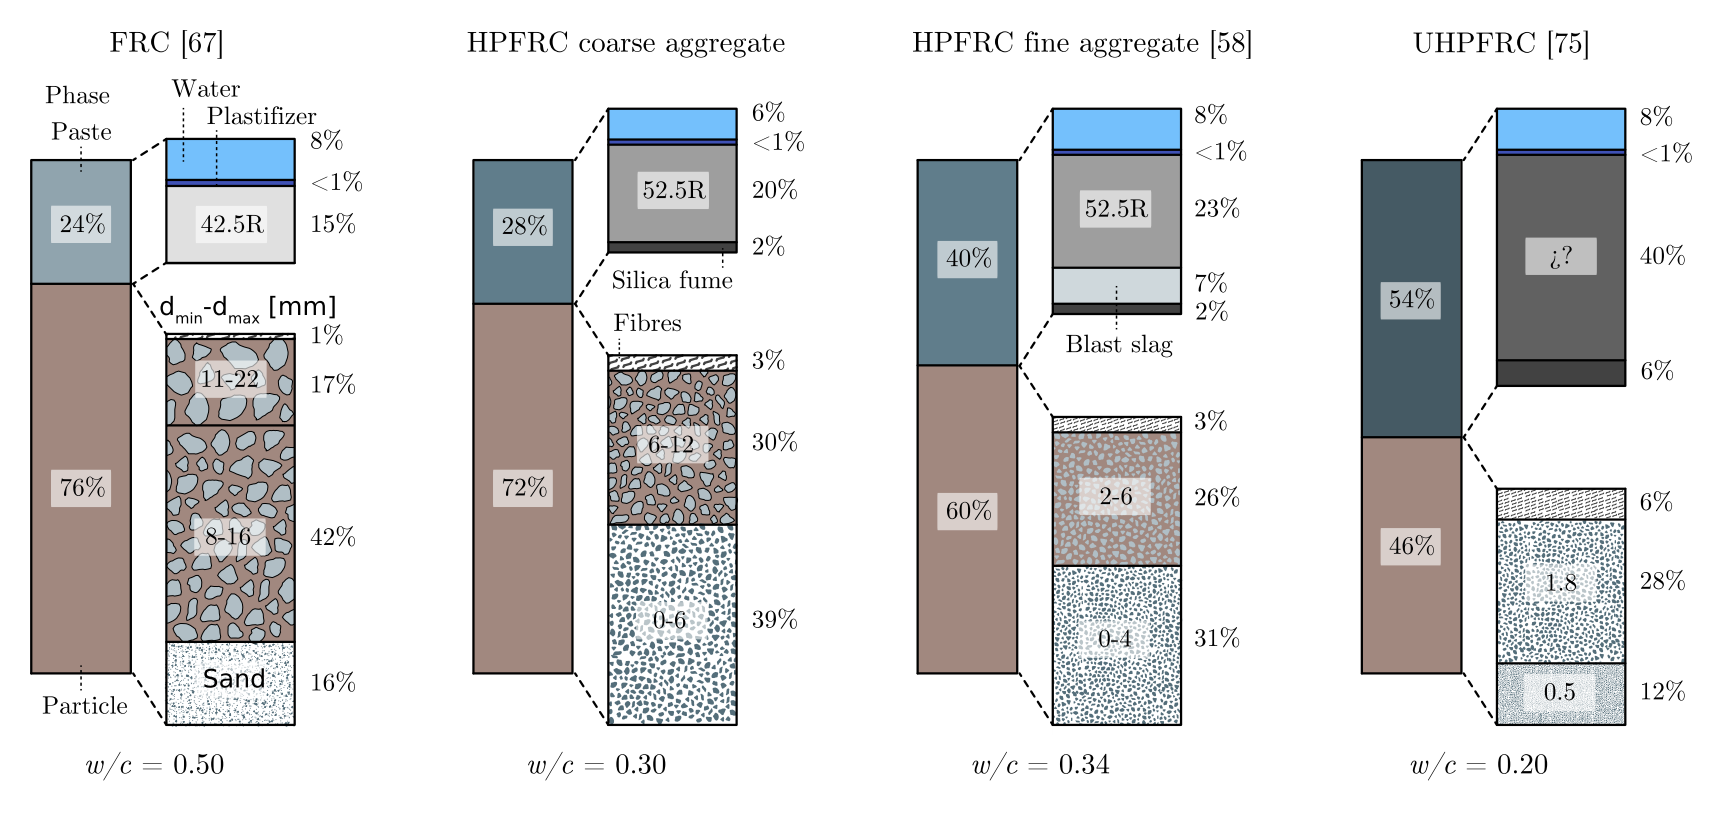 FRC [67]
Phase
Water
Paste
Plastifizer
8%
<1%
24%
42.5R
15%
d_min-d_max [mm]
1%
11-22
17%
76%
8-16
42%
Sand
16%
Particle
w/c = 0.50
HPFRC coarse aggregate
6%
<1%
28%
52.5R
20%
2%
Silica fume
Fibres
3%
6-12
30%
72%
0-6
39%
w/c = 0.30
HPFRC fine aggregate [58]
8%
<1%
40%
52.5R
23%
7%
2%
Blast slag
3%
60%
2-6
26%
0-4
31%
w/c = 0.34
UHPFRC [75]
8%
<1%
54%
¿?
40%
6%
6%
46%
1.8
28%
0.5
12%
w/c = 0.20